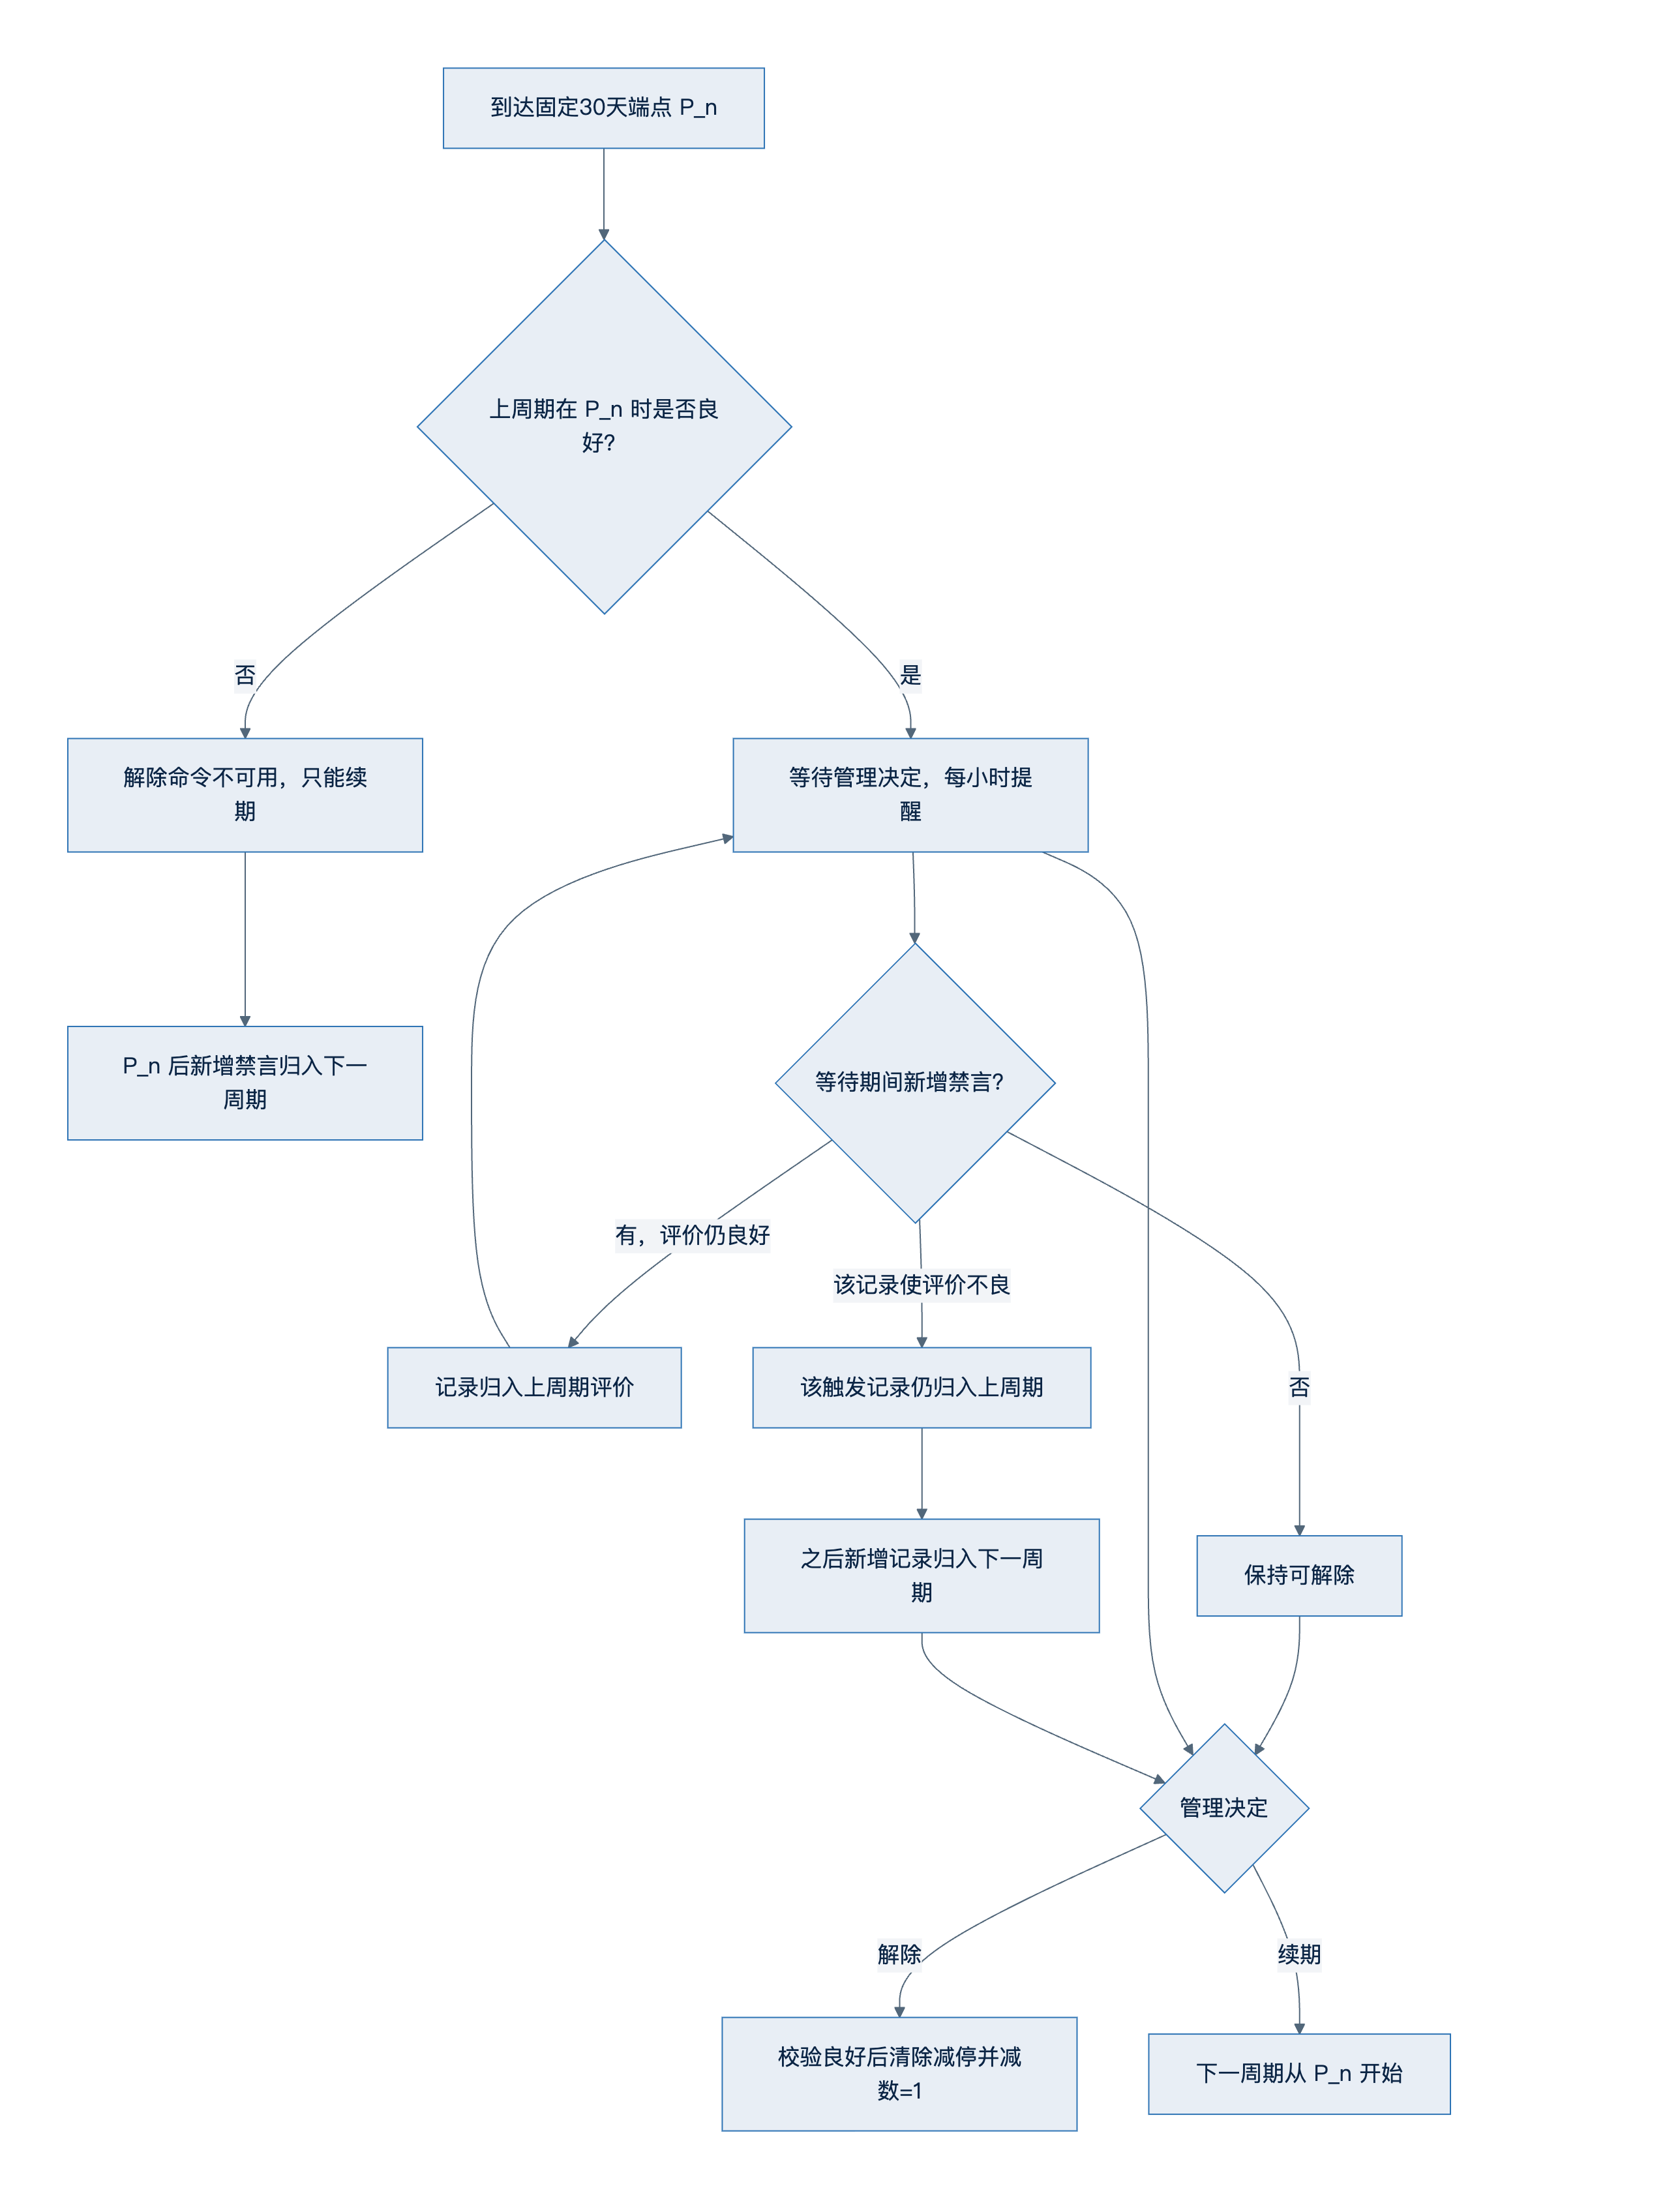 到达固定30天端点 P_n
上周期在 P_n 时是否良
好?
否
是
解除命令不可用，只能续
期
等待管理决定，每小时提
醒
P_n 后新增禁言归入下一
周期
等待期间新增禁言?
有，评价仍良好
该记录使评价不良
否
记录归入上周期评价
该触发记录仍归入上周期
之后新增记录归入下一周
期
保持可解除
管理决定
解除
续期
校验良好后清除减停并减
数=1
下一周期从 P_n 开始